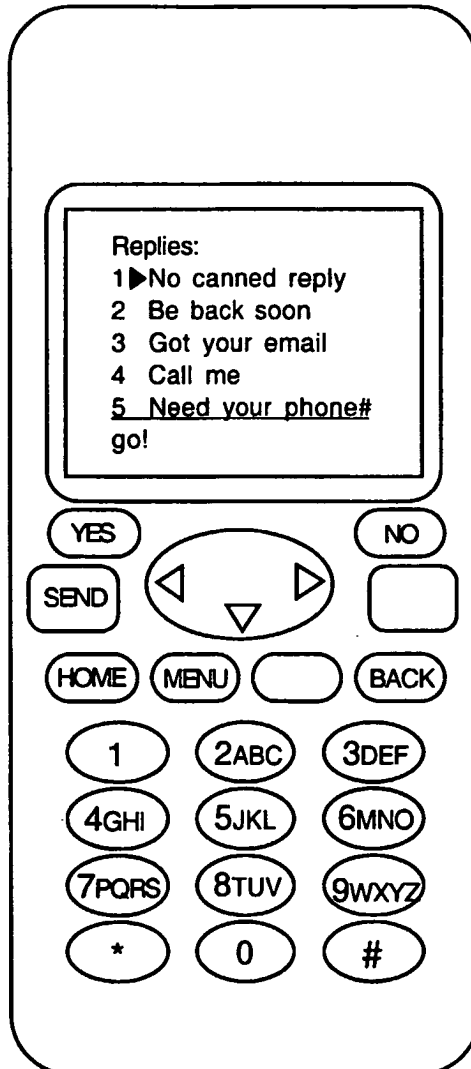 Replies:
1▶No canned reply
2 Be back soon
3 Got your email
4 Call me
5 Need your phone#
go!
YES NO
SEND
HOME MENU BACK
1 2ABC 3DEF
4GHI 5JKL 6MNO
7PQRS 8TUV 9WXYZ
* 0 #